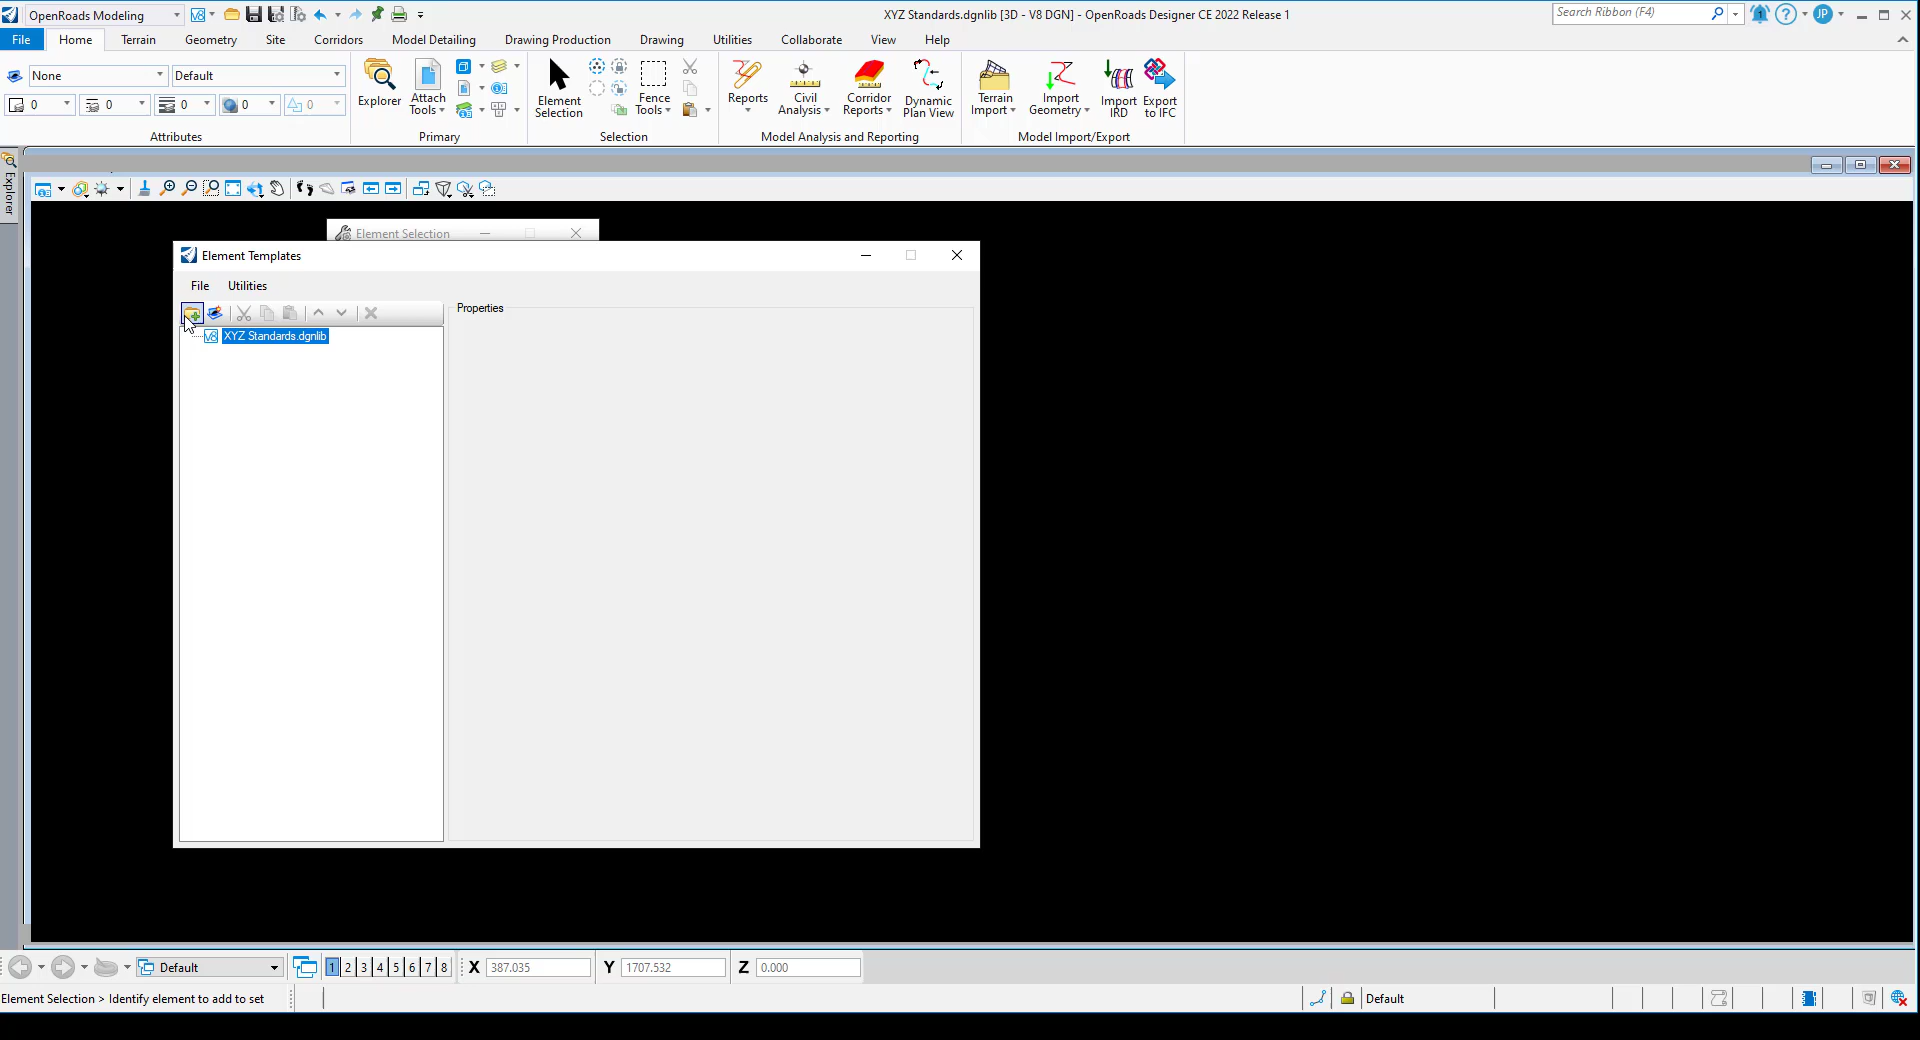 OpenRoads Modeling
XYZ Standards.dgnlib [3D - V8 DGN] - OpenRoads Designer CE 2022 Release 1
Search Ribbon (F4)
1
JP
File Home Terrain Geometry Site Corridors Model Detailing Drawing Production Drawing Utilities Collaborate View Help
None Default
0 0 0 0 0
Attributes
Explorer
Attach Tools
Primary
Element Selection
Fence Tools
Selection
Reports
Civil Analysis
Corridor Reports
Dynamic Plan View
Model Analysis and Reporting
Terrain Import
Import Geometry
Import IRD
Export to IFC
Model Import/Export
Explorer
Element Selection
Element Templates
File Utilities
Properties
V8 XYZ Standards.dgnlib
Default
1 2 3 4 5 6 7 8
X 387.035
Y 1707.532
Z 0.000
Element Selection > Identify element to add to set
Default